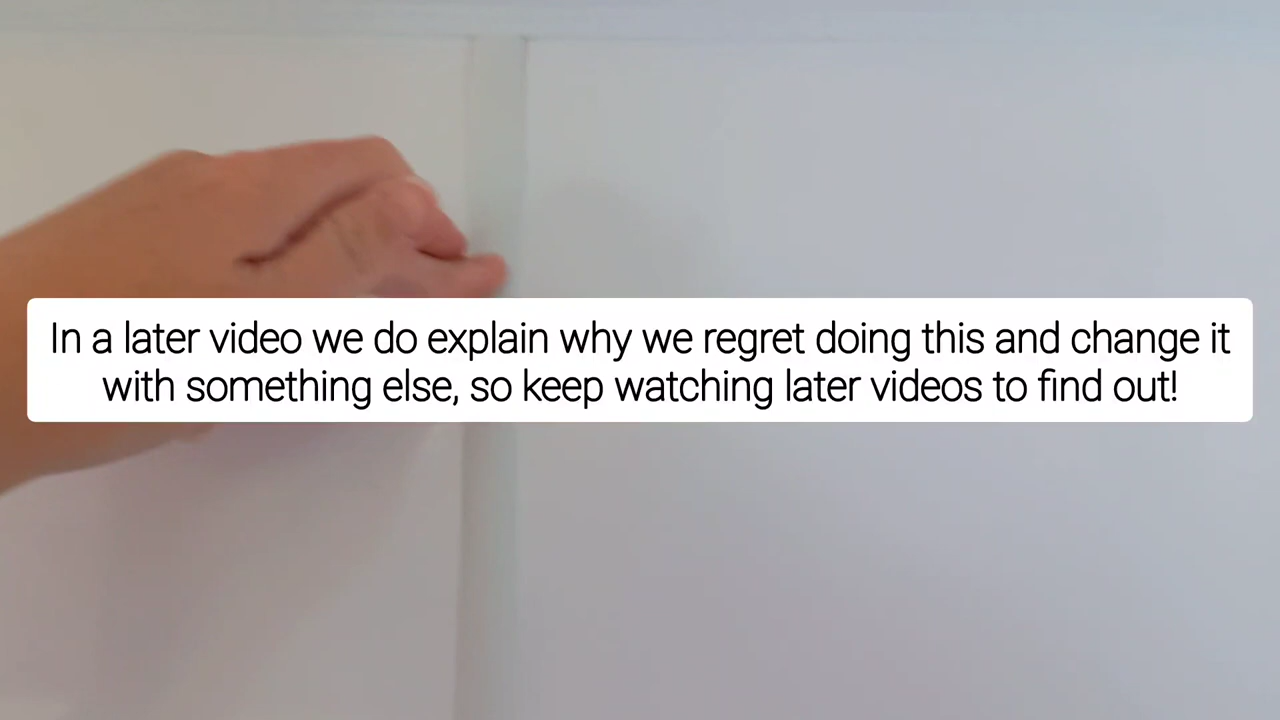 In a later video we do explain why we regret doing this and change it
with something else, so keep watching later videos to find out!